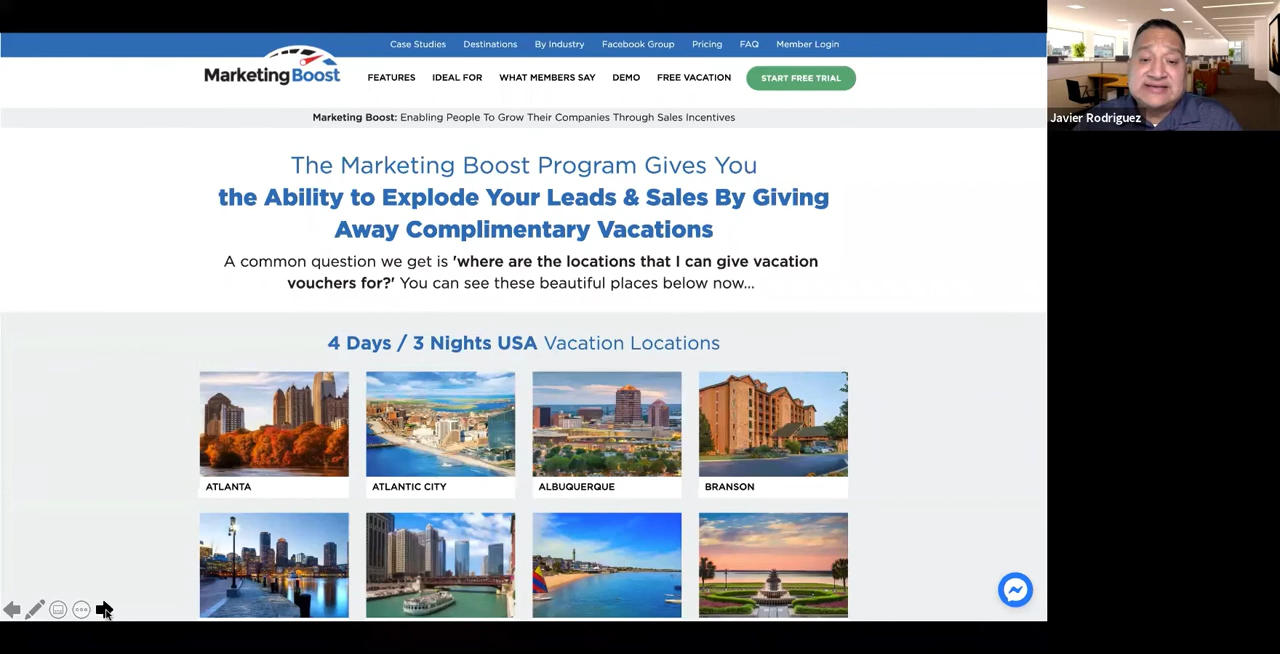 Case Studies Destinations By Industry Facebook Group Pricing FAQ Member Login
MarketingBoost FEATURES IDEAL FOR WHAT MEMBERS SAY DEMO FREE VACATION START FREE TRIAL
Javier Rodriguez
Marketing Boost: Enabling People To Grow Their Companies Through Sales Incentives
The Marketing Boost Program Gives You
the Ability to Explode Your Leads & Sales By Giving
Away Complimentary Vacations
A common question we get is 'where are the locations that I can give vacation
vouchers for?' You can see these beautiful places below now...
4 Days / 3 Nights USA Vacation Locations
ATLANTA ATLANTIC CITY ALBUQUERQUE BRANSON